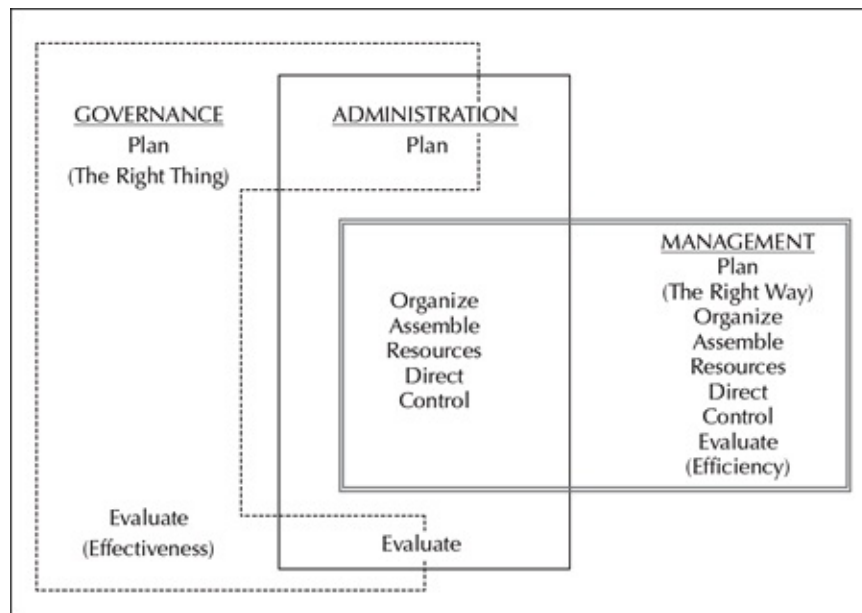 GOVERNANCE
Plan
(The Right Thing)
Evaluate
(Effectiveness)
ADMINISTRATION
Plan
Organize
Assemble
Resources
Direct
Control
Evaluate
MANAGEMENT
Plan
(The Right Way)
Organize
Assemble
Resources
Direct
Control
Evaluate
(Efficiency)